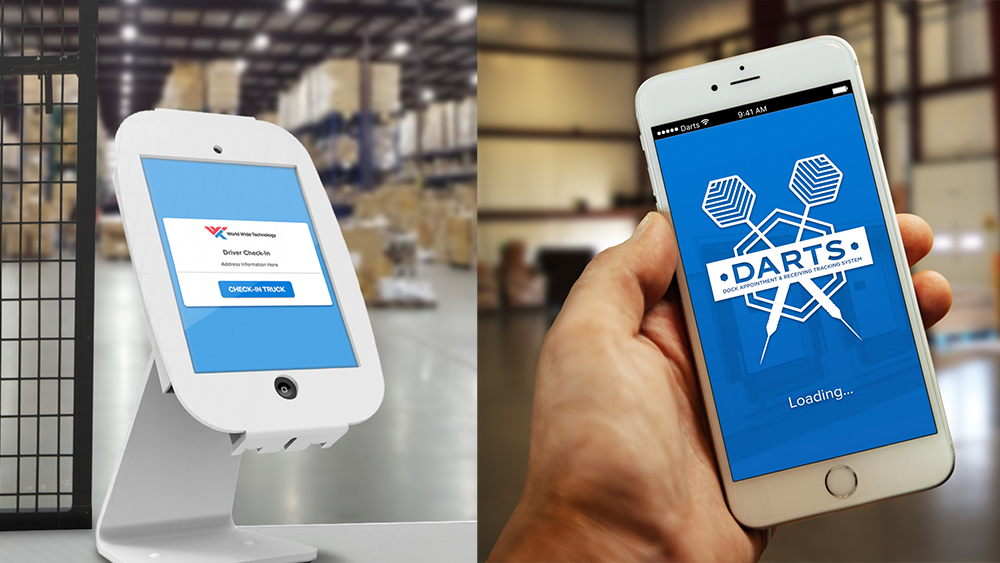 World Wide Technology
Driver Check-In
Address Information Here
CHECK-IN TRUCK
Darts
9:41 AM
DARTS
DOCK APPOINTMENT & RECEIVING TRACKING SYSTEM
Loading...